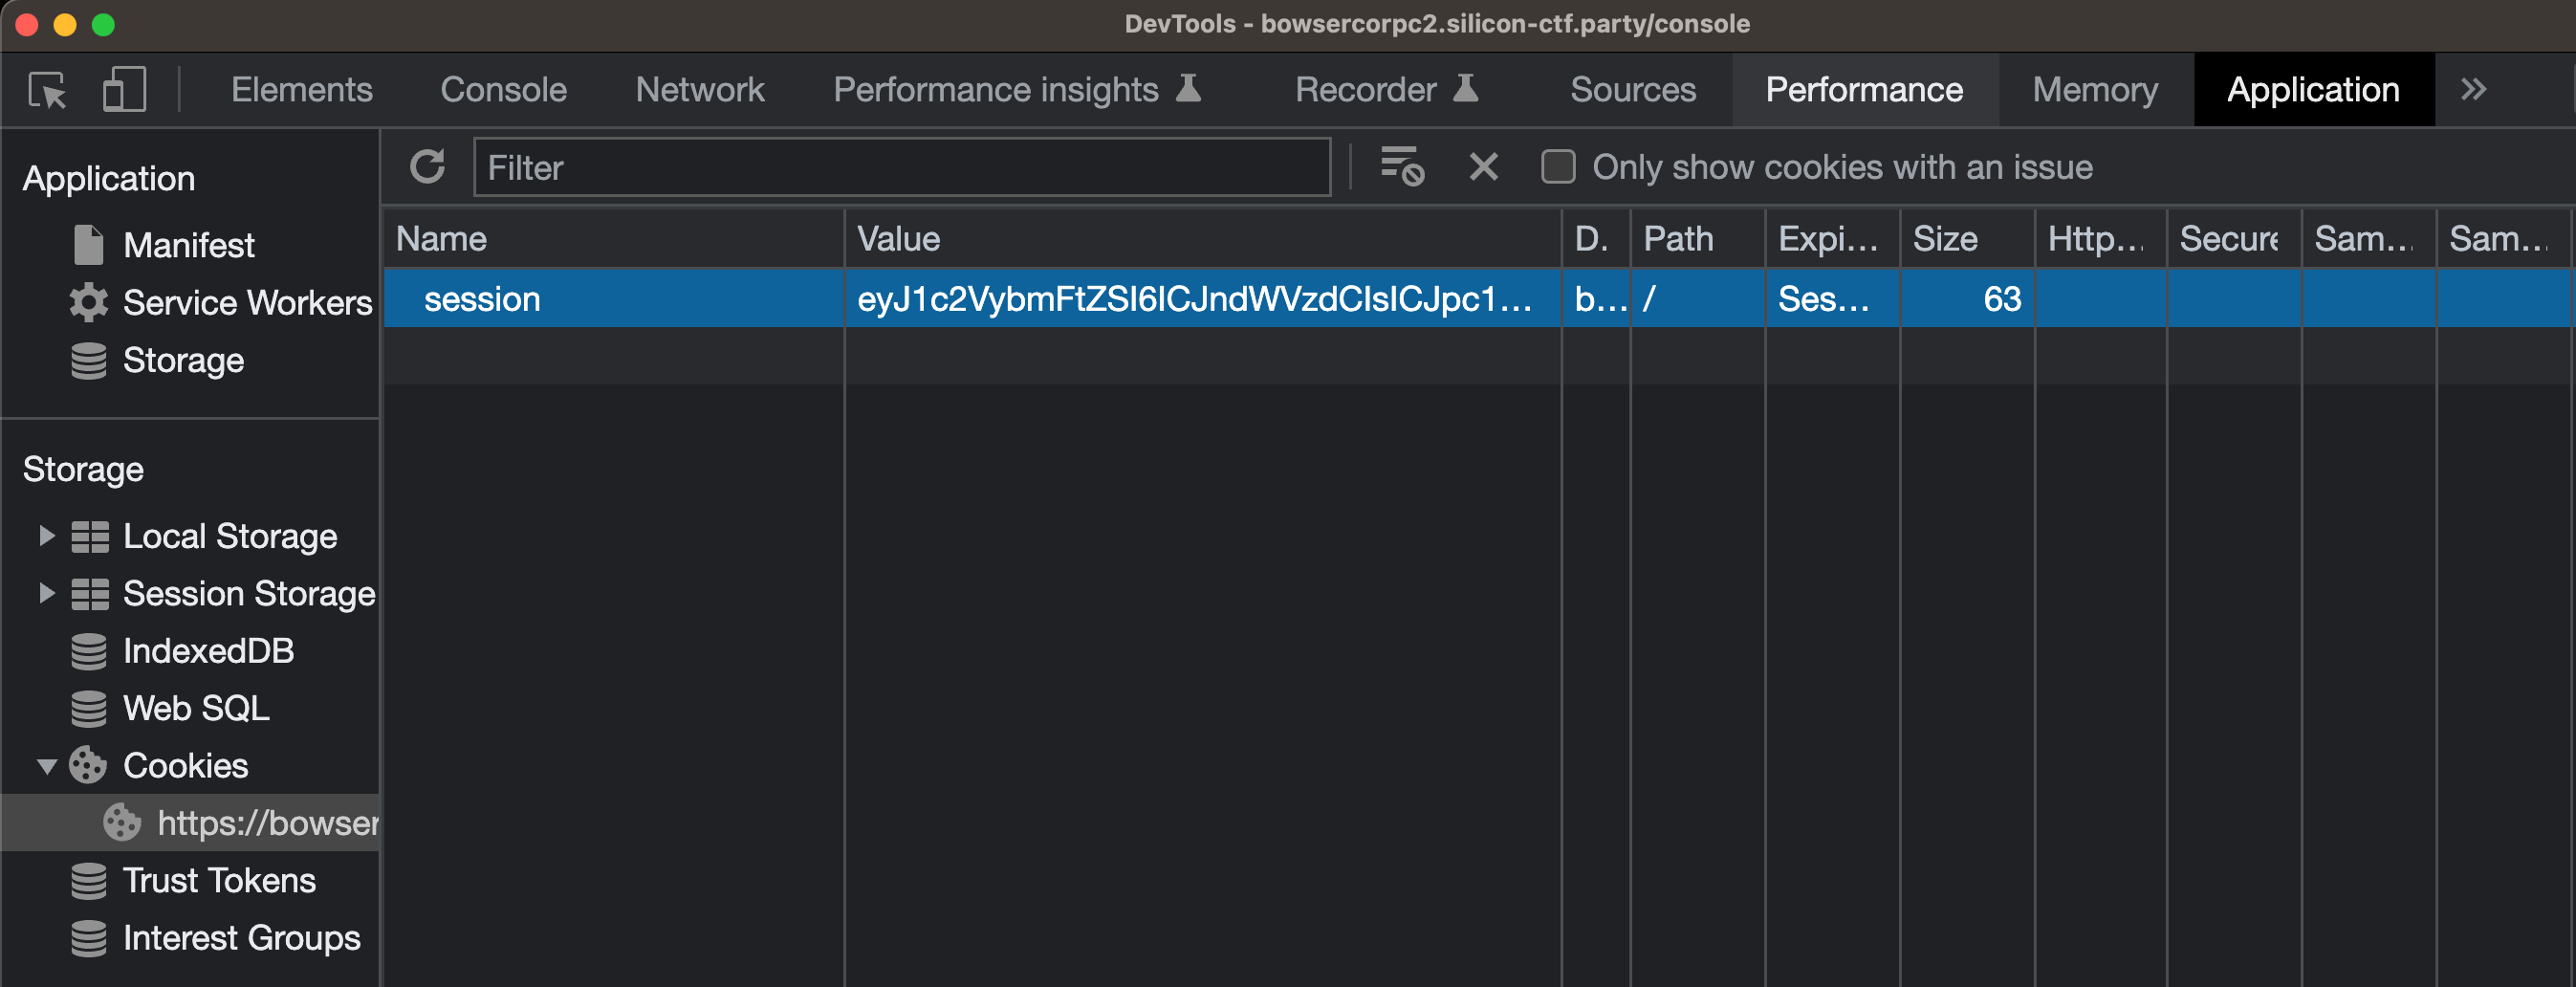 DevTools - bowsercorpc2.silicon-ctf.party/console
Elements Console Network Performance insights Recorder Sources Performance Memory Application
Application
Manifest
Service Workers
Storage
Storage
Local Storage
Session Storage
IndexedDB
Web SQL
Cookies
https://bowser
Trust Tokens
Interest Groups
Filter Only show cookies with an issue
Name Value D. Path Expi... Size Http... Secure Sam... Sam...
session eyJ1c2VybmFtZSI6ICJndWVzdCIsICJpc1... b... / Ses... 63